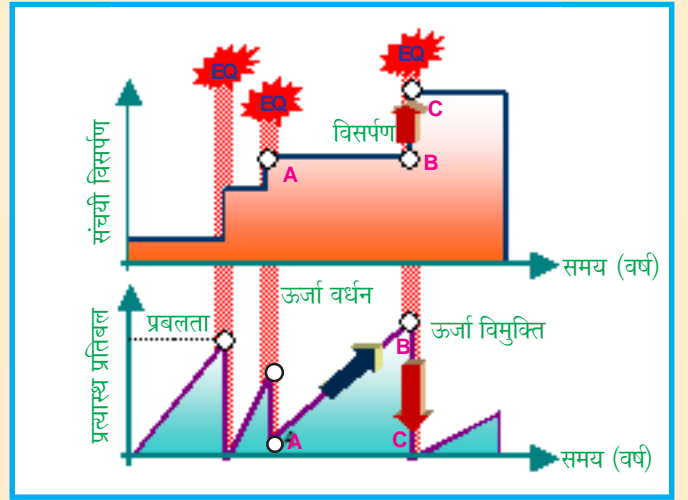 EQ
EQ
EQ
C
विसर्पण
B
A
संचयी विसर्पण
समय (वर्ष)
ऊर्जा वर्धन
प्रबलता
ऊर्जा विमुक्ति
B
प्रत्यास्थ प्रतिबल
A
C
समय (वर्ष)